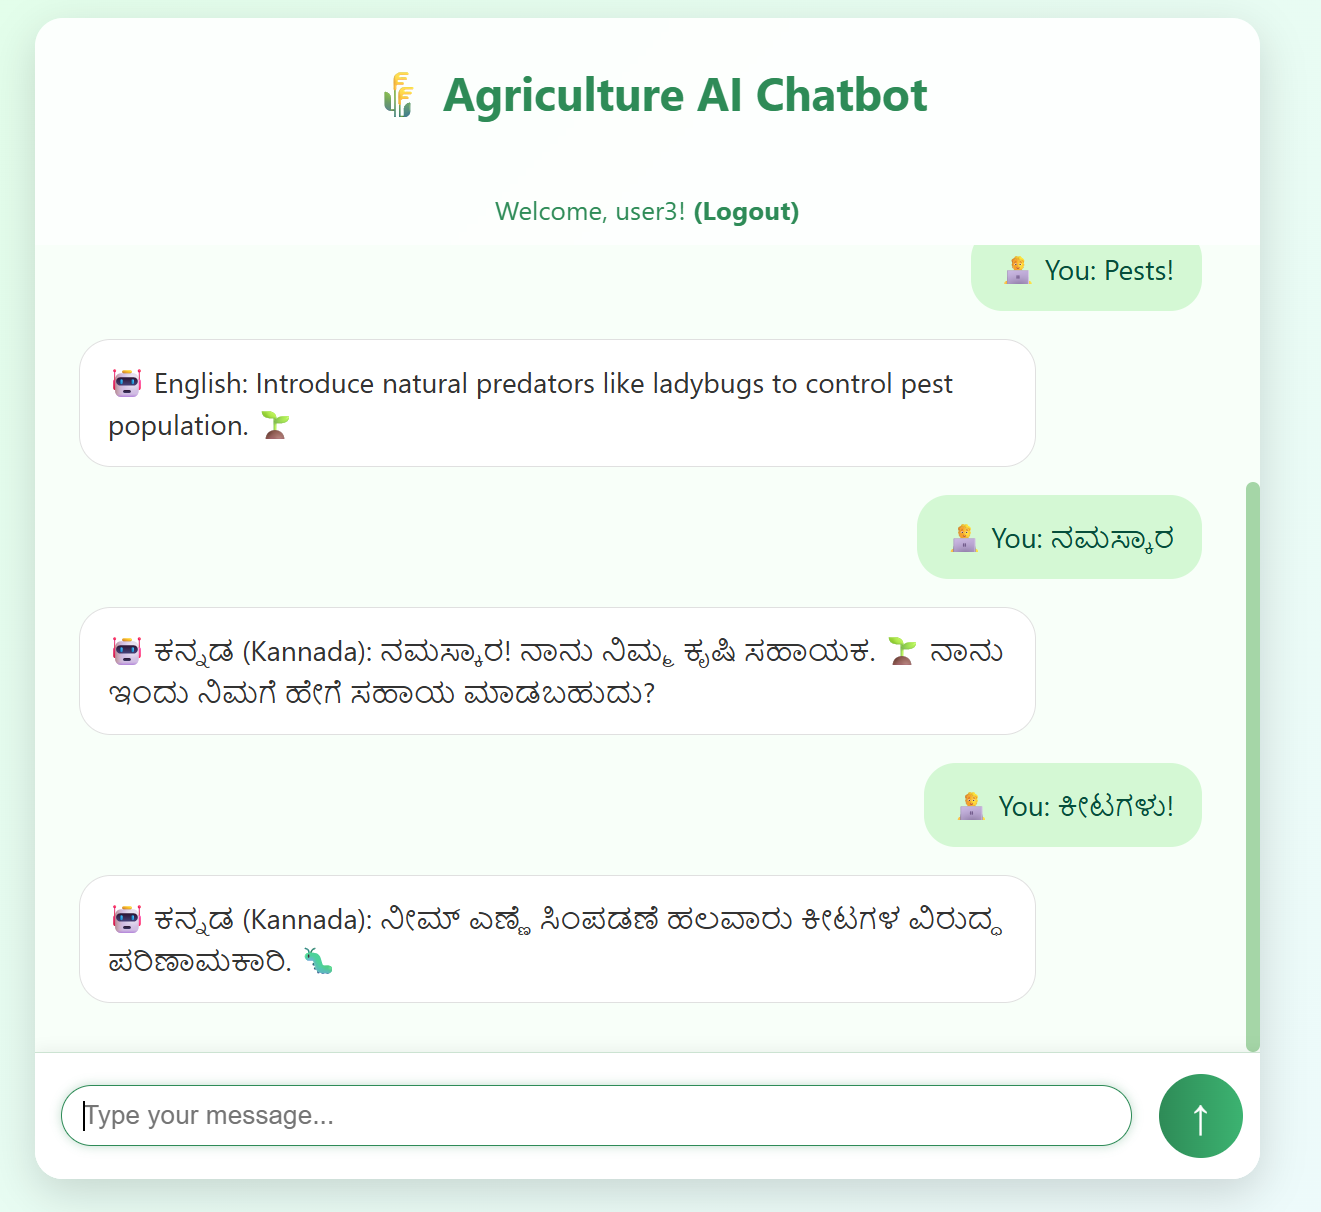 Agriculture AI Chatbot
Welcome, user3! (Logout)
You: Pests!
English: Introduce natural predators like ladybugs to control pest
population.
You: ನಮಸ್ಕಾರ
ಕನ್ನಡ (Kannada): ನಮಸ್ಕಾರ! ನಾನು ನಿಮ್ಮ ಕೃಷಿ ಸಹಾಯಕ. ನಾನು
ಇಂದು ನಿಮಗೆ ಹೇಗೆ ಸಹಾಯ ಮಾಡಬಹುದು?
You: ಕೀಟಗಳು!
ಕನ್ನಡ (Kannada): ನೀಮ್ ಎಣ್ಣೆ ಸಿಂಪಡಣೆ ಹಲವಾರು ಕೀಟಗಳ ವಿರುದ್ಧ
ಪರಿಣಾಮಕಾರಿ.
Type your message...